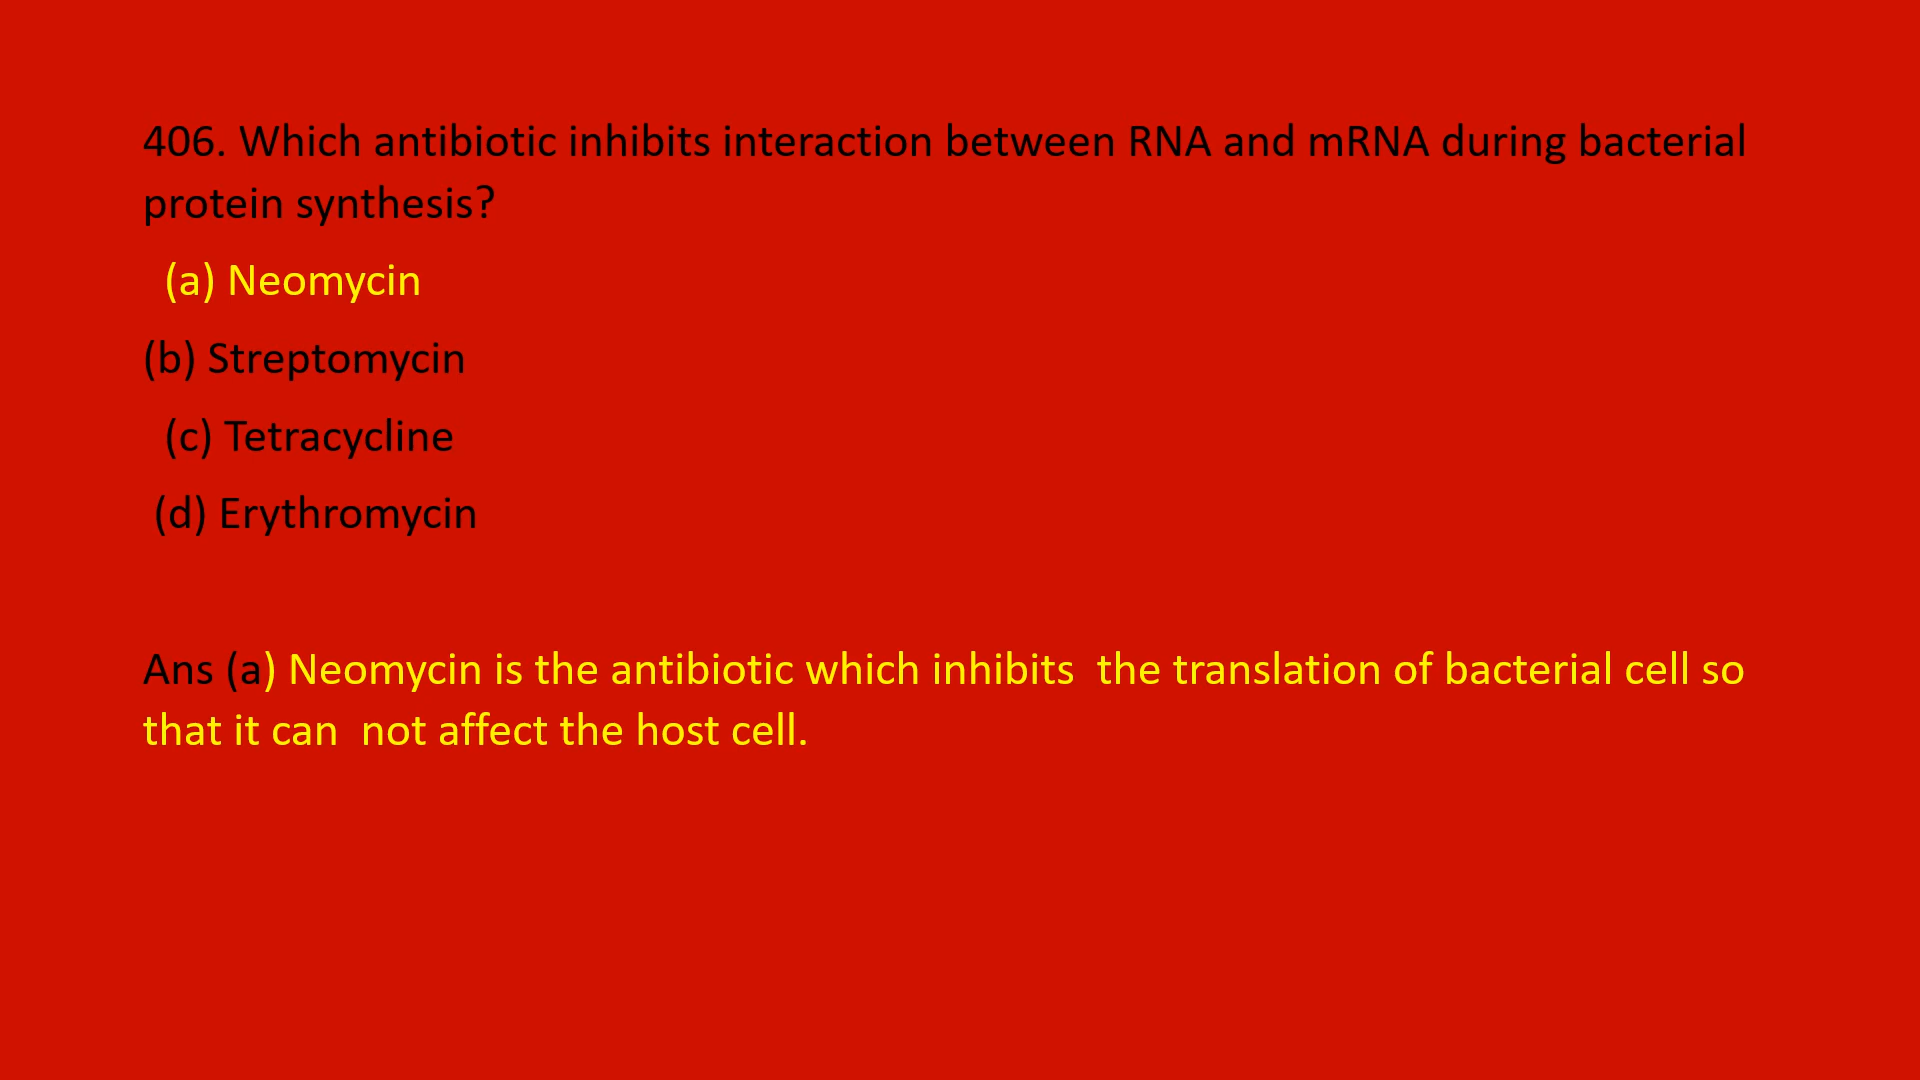 406. Which antibiotic inhibits interaction between RNA and mRNA during bacterial
protein synthesis?
(a) Neomycin
(b) Streptomycin
(c) Tetracycline
(d) Erythromycin
Ans (a) Neomycin is the antibiotic which inhibits  the translation of bacterial cell so
that it can  not affect the host cell.